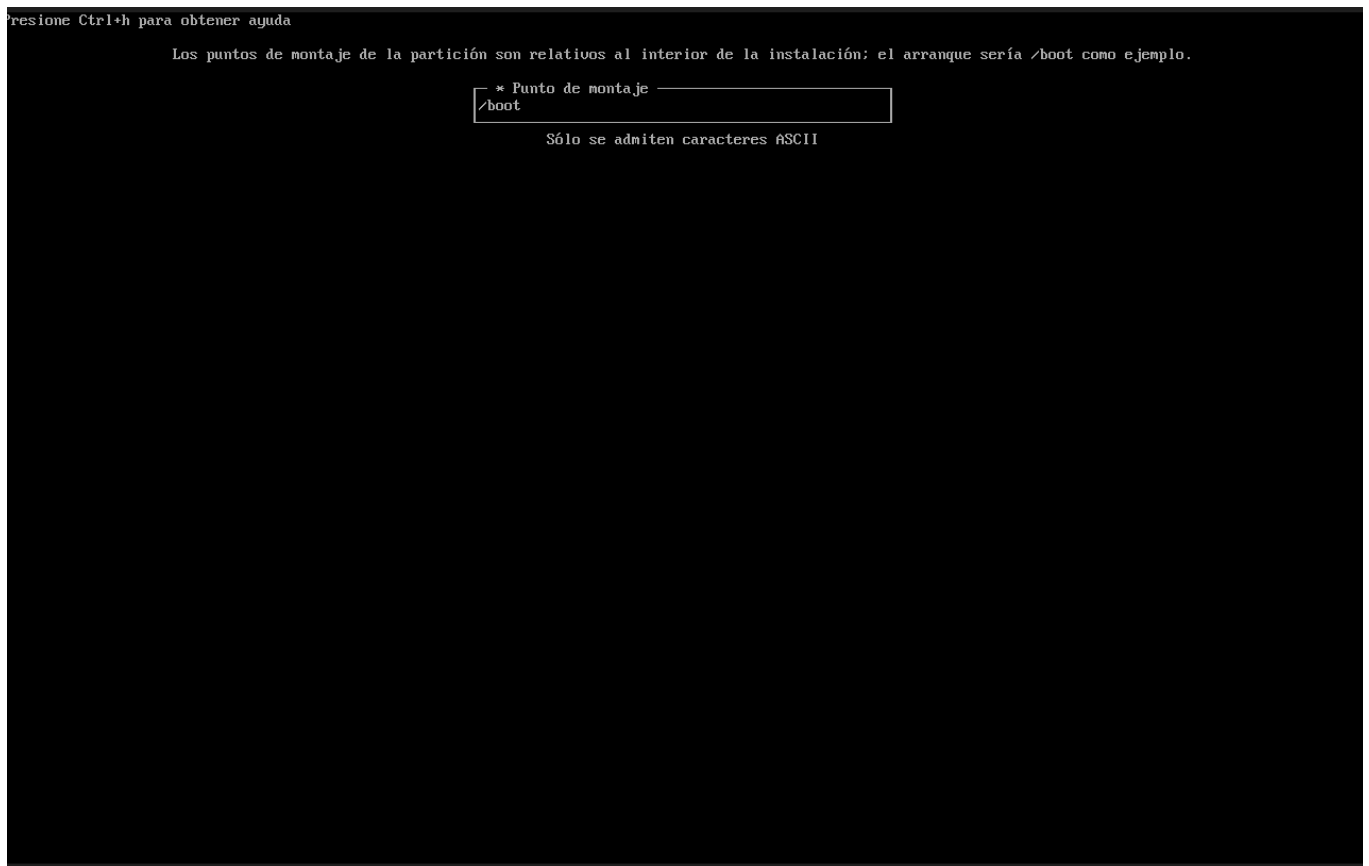 Presione Ctrl+h para obtener ayuda
Los puntos de montaje de la partición son relativos al interior de la instalación; el arranque sería /boot como ejemplo.
* Punto de montaje
/boot
Sólo se admiten caracteres ASCII